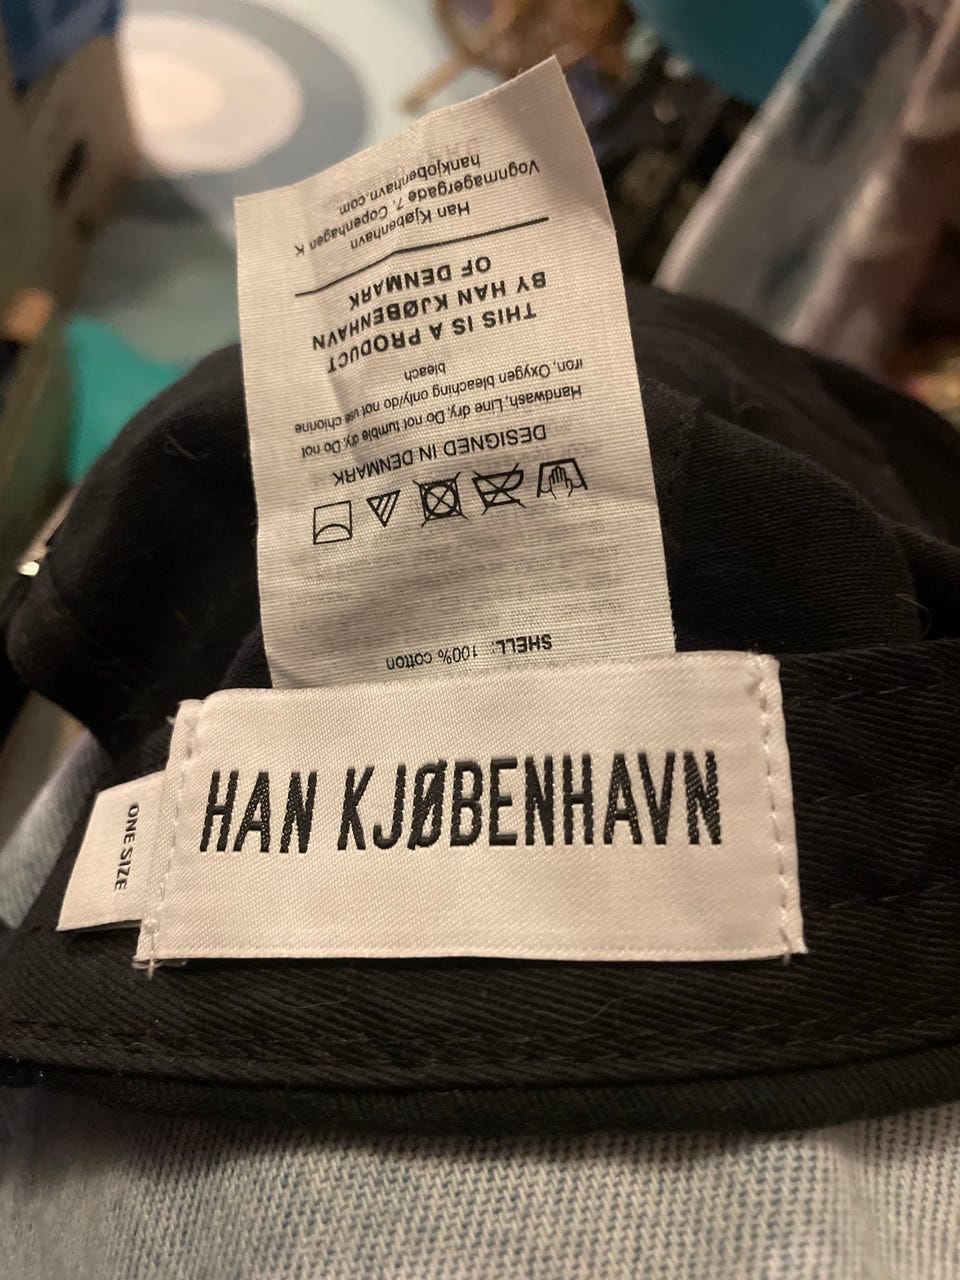 HAN KJØBENHAVN
ONE SIZE
SHELL: 100% cotton
DESIGNED IN DENMARK
Handwash, Line dry, Do not tumble dry, Do not
iron, Oxygen bleaching only/do not use chlorine
bleach
THIS IS A PRODUCT
BY HAN KJØBENHAVN
OF DENMARK
Han Kjøbenhavn
Vognmagergade 7, Copenhagen K
hankjobenhavn.com